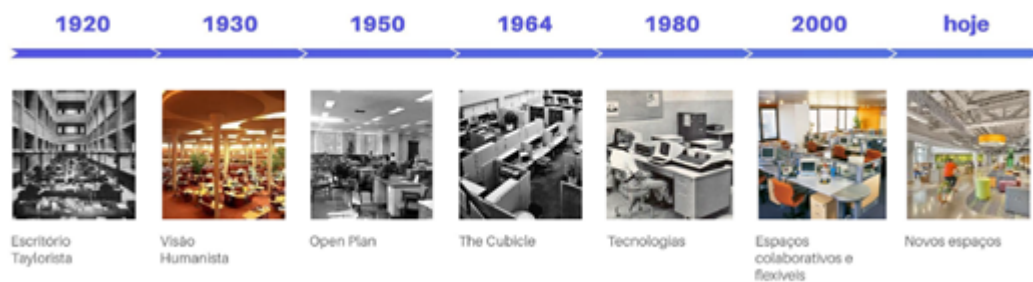 1920
1930
1950
1964
1980
2000
hoje
Escritório
Taylorista
Visão
Humanista
Open Plan
The Cubicle
Tecnologias
Espaços
colaborativos e
flexíveis
Novos espaços